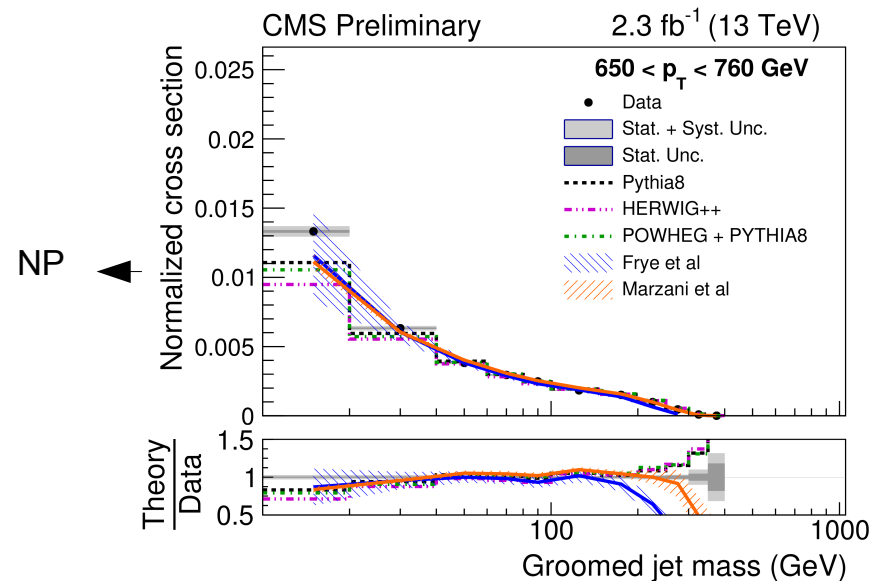 CMS Preliminary 2.3 fb⁻¹ (13 TeV)
Normalized cross section
0.025
0.02
0.015
0.01
0.005
0
650 < p_T < 760 GeV
Data
Stat. + Syst. Unc.
Stat. Unc.
Pythia8
HERWIG++
POWHEG + PYTHIA8
Frye et al
Marzani et al
NP
Theory
Data
1.5
1
0.5
100 1000
Groomed jet mass (GeV)